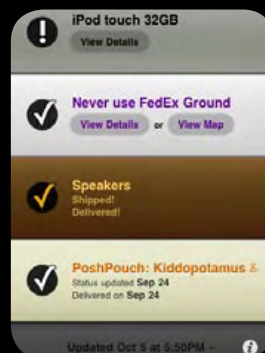 iPod touch 32GB
View Details
Never use FedEx Ground
View Details or View Map
Speakers
Shipped!
Delivered!
PoshPouch: Kiddopotamus &
Status updated Sep 24
Delivered on Sep 24
Updated Oct 5 at 5:50PM –